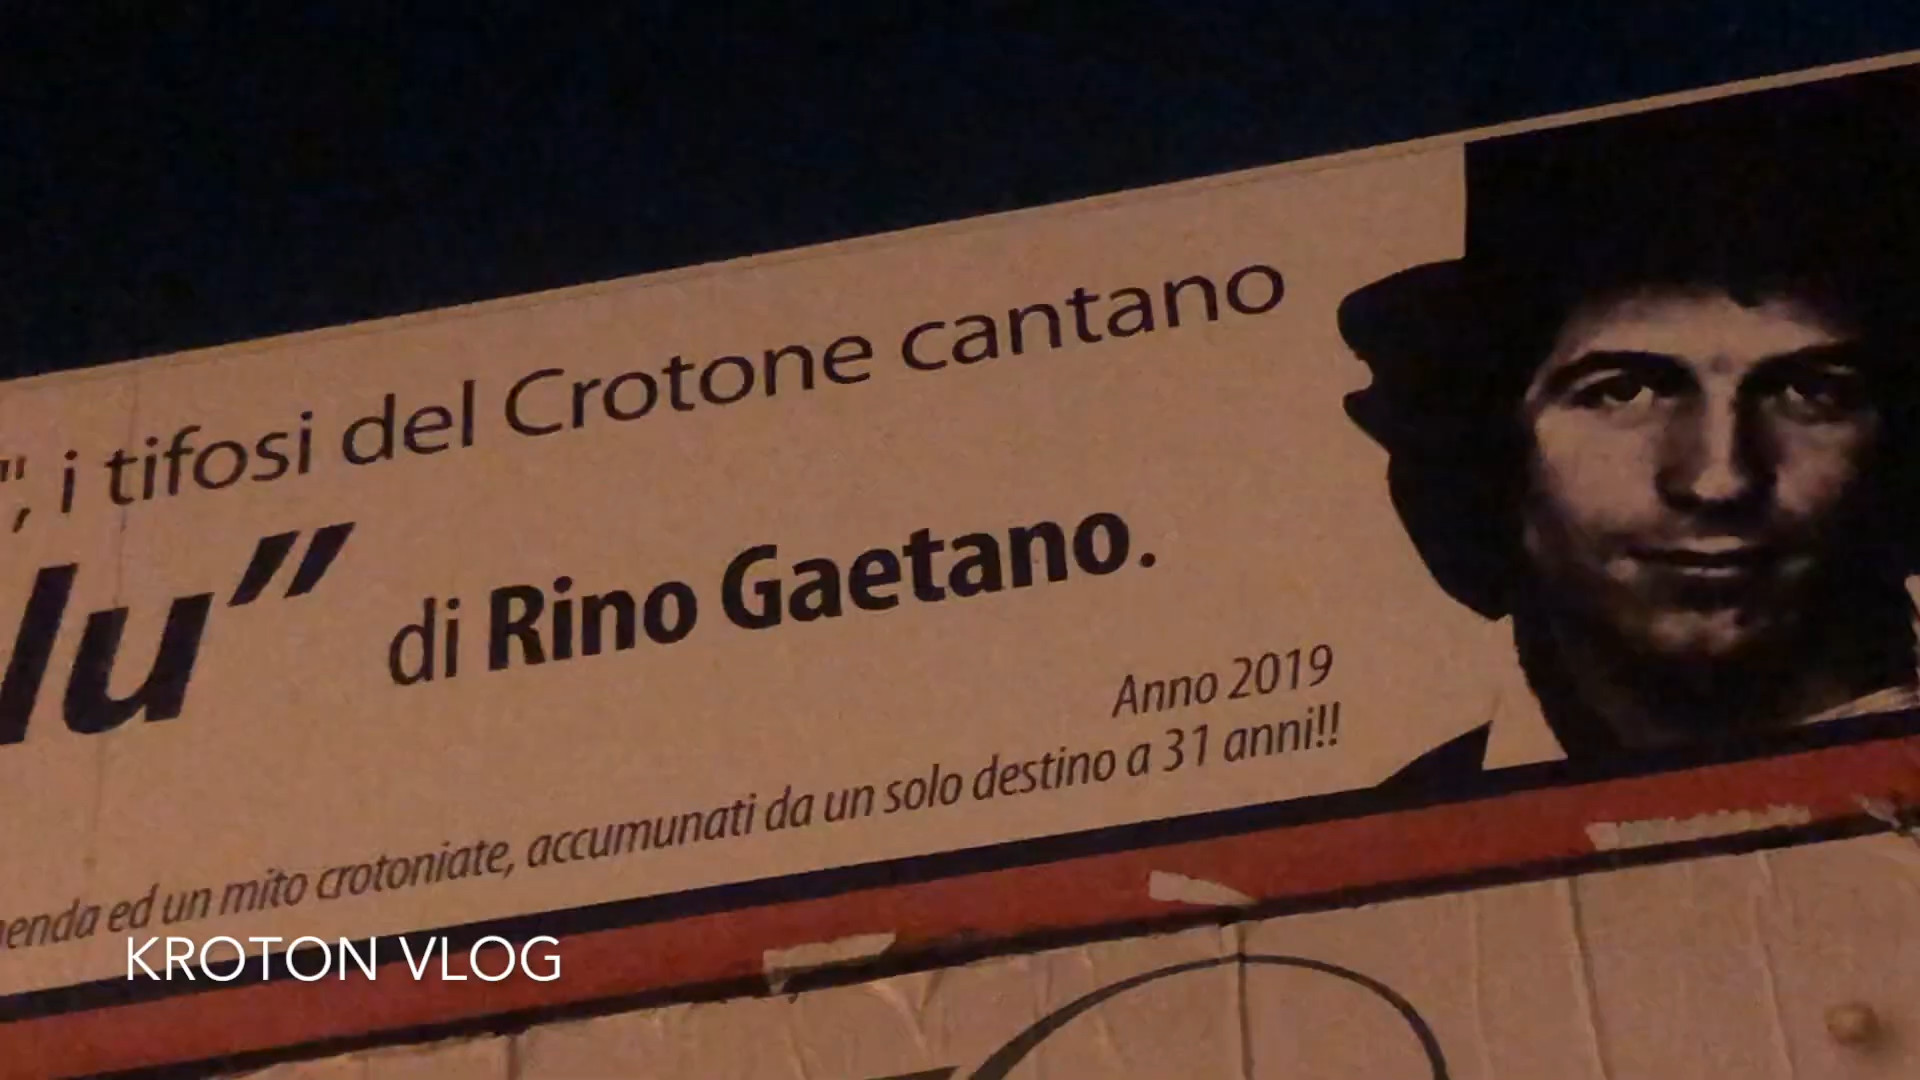 ", i tifosi del Crotone cantano
lu” di Rino Gaetano.
Anno 2019
enda ed un mito crotoniate, accumunati da un solo destino a 31 anni!!
KROTON VLOG